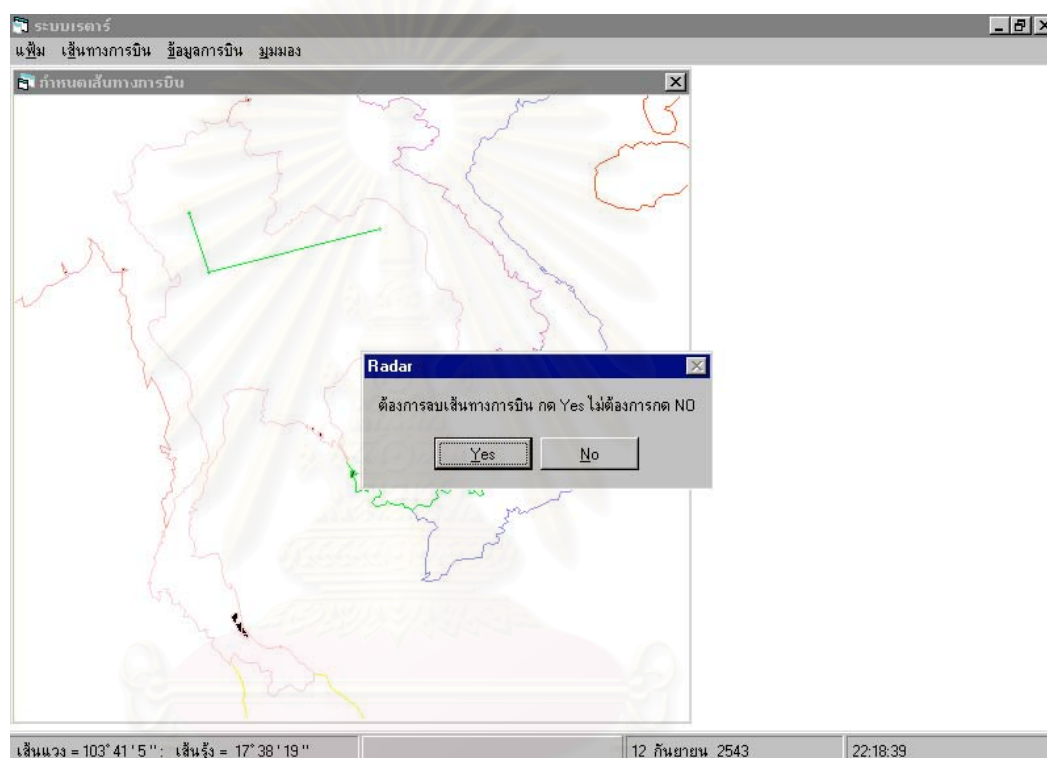 ระบบเรดาร์
แฟ้ม เส้นทางการบิน ข้อมูลการบิน มุมมอง
กำหนดเส้นทางการบิน
Radar
ต้องการลบเส้นทางการบิน กด Yes ไม่ต้องการกด NO
Yes No
เส้นแวง = 103° 41 ' 5 " : เส้นรุ้ง = 17° 38 ' 19 " 12 กันยายน 2543 22:18:39